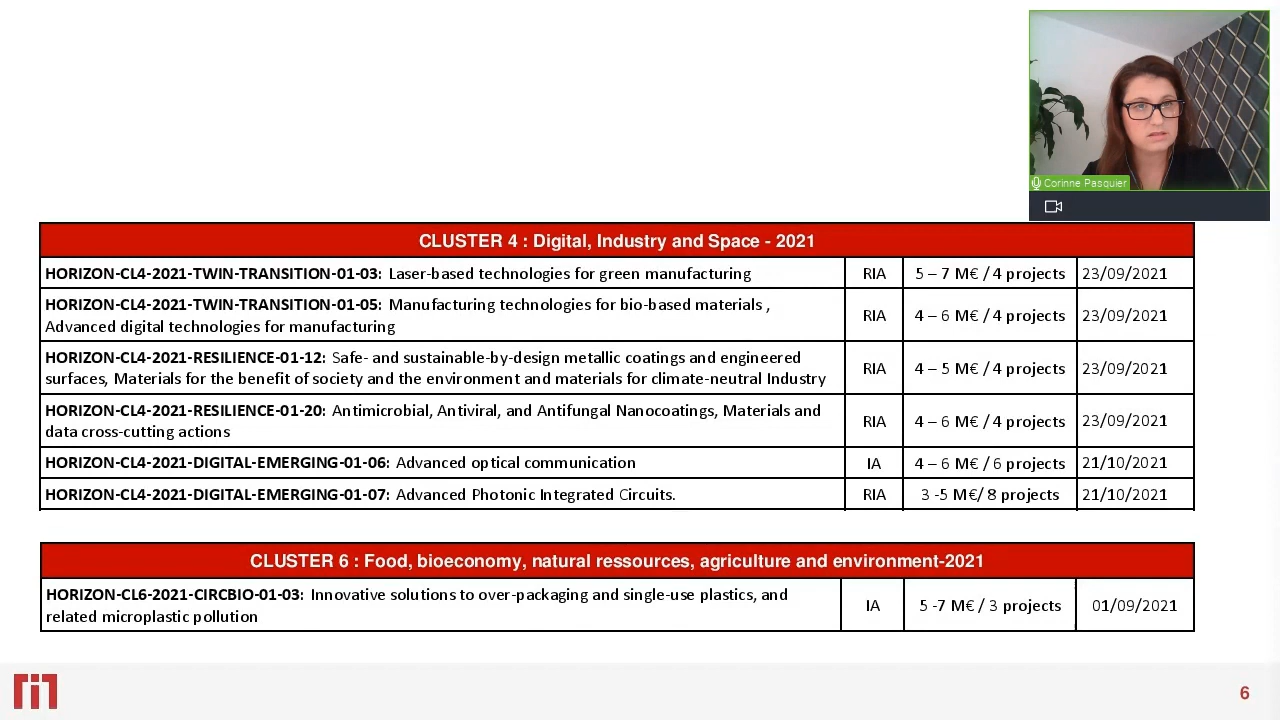 Corinne Pasquier
CLUSTER 4 : Digital, Industry and Space - 2021
HORIZON-CL4-2021-TWIN-TRANSITION-01-03: Laser-based technologies for green manufacturing RIA 5 – 7 M€ / 4 projects 23/09/2021
HORIZON-CL4-2021-TWIN-TRANSITION-01-05: Manufacturing technologies for bio-based materials ,
Advanced digital technologies for manufacturing
RIA 4 – 6 M€ / 4 projects 23/09/2021
HORIZON-CL4-2021-RESILIENCE-01-12: Safe- and sustainable-by-design metallic coatings and engineered
surfaces, Materials for the benefit of society and the environment and materials for climate-neutral Industry
RIA 4 – 5 M€ / 4 projects 23/09/2021
HORIZON-CL4-2021-RESILIENCE-01-20: Antimicrobial, Antiviral, and Antifungal Nanocoatings, Materials and
data cross-cutting actions
RIA 4 – 6 M€ / 4 projects 23/09/2021
HORIZON-CL4-2021-DIGITAL-EMERGING-01-06: Advanced optical communication IA 4 – 6 M€ / 6 projects 21/10/2021
HORIZON-CL4-2021-DIGITAL-EMERGING-01-07: Advanced Photonic Integrated Circuits. RIA 3 -5 M€/ 8 projects 21/10/2021
CLUSTER 6 : Food, bioeconomy, natural ressources, agriculture and environment-2021
HORIZON-CL6-2021-CIRCBIO-01-03: Innovative solutions to over-packaging and single-use plastics, and
related microplastic pollution
IA 5 -7 M€ / 3 projects 01/09/2021
6